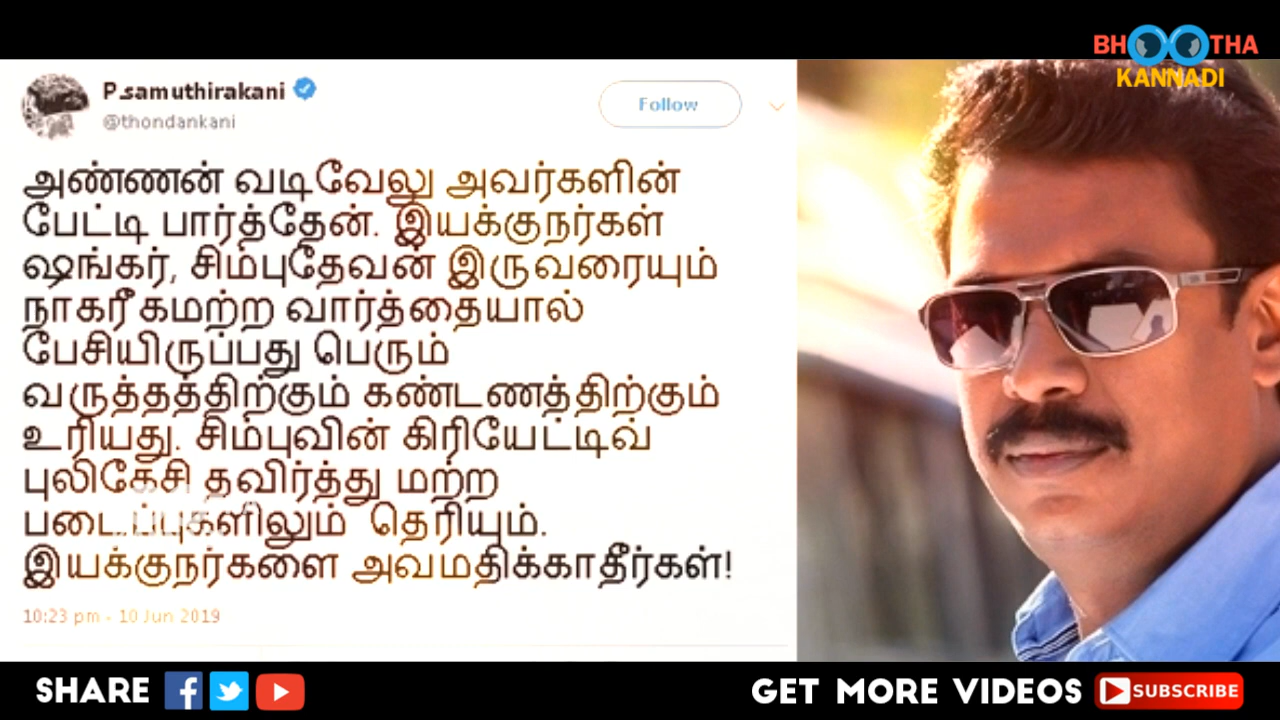 BHOOTHA
KANNADI
P.samuthirakani
@thondankani
Follow
அண்ணன் வடிவேலு அவர்களின்
பேட்டி பார்த்தேன். இயக்குநர்கள்
ஷங்கர், சிம்புதேவன் இருவரையும்
நாகரீகமற்ற வார்த்தையால்
பேசியிருப்பது பெரும்
வருத்தத்திற்கும் கண்டணத்திற்கும்
உரியது. சிம்புவின் கிரியேட்டிவ்
புலிகேசி தவிர்த்து மற்ற
படைப்புகளிலும் தெரியும்.
இயக்குநர்களை அவமதிக்காதீர்கள்!
10:23 pm - 10 Jun 2019
SHARE
GET MORE VIDEOS
SUBSCRIBE